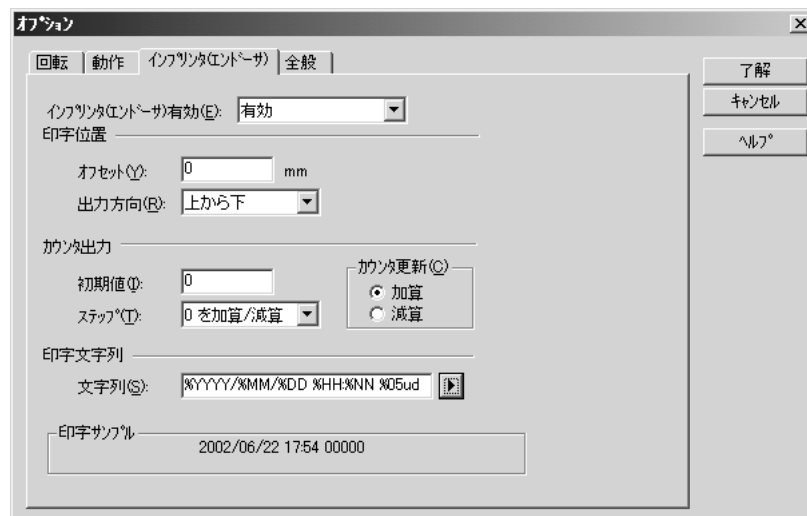 ｵﾌﾟｼｮﾝ
回転 動作 ｲﾝﾌﾟﾘﾝﾀ(ｴﾝﾄﾞｰｻ) 全般
了解
ｷｬﾝｾﾙ
ﾍﾙﾌﾟ
ｲﾝﾌﾟﾘﾝﾀ(ｴﾝﾄﾞｰｻ)有効(E): 有効
印字位置
ｵﾌｾｯﾄ(Y): 0 mm
出力方向(R): 上から下
ｶｳﾝﾀ出力
初期値(I): 0
ｽﾃｯﾌﾟ(T): 0 を加算/減算
ｶｳﾝﾀ更新(C)
加算
減算
印字文字列
文字列(S): %YYYY/%MM/%DD %HH:%NN %05ud
印字ｻﾝﾌﾟﾙ
2002/06/22 17:54 00000